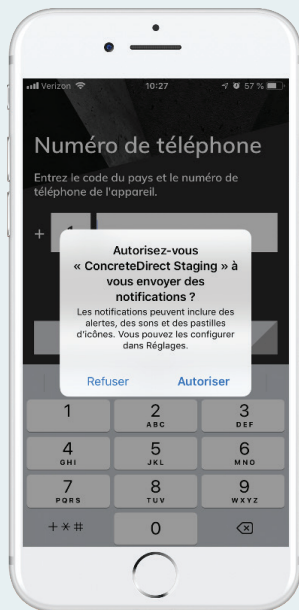 Verizon 10:27 57 %
Numéro de téléphone
Entrez le code du pays et le numéro de
téléphone de l'appareil.
+
Autorisez-vous
« ConcreteDirect Staging » à
vous envoyer des
notifications ?
Les notifications peuvent inclure des
alertes, des sons et des pastilles
d'icônes. Vous pouvez les configurer
dans Réglages.
Refuser Autoriser
1 2 3
ABC DEF
4 5 6
GHI JKL MNO
7 8 9
PQRS TUV WXYZ
+ * # 0